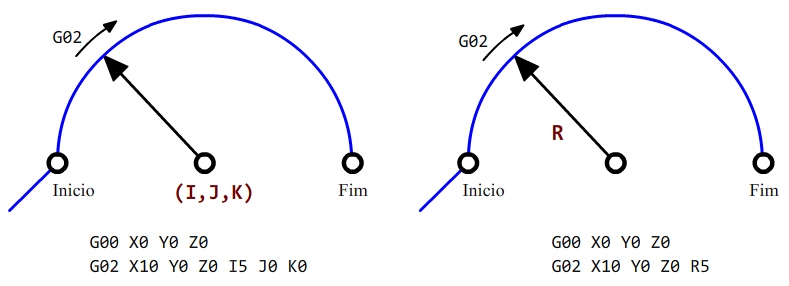 G02
Inicio
(I,J,K)
Fim
G00 X0 Y0 Z0
G02 X10 Y0 Z0 I5 J0 K0
G02
R
Inicio
Fim
G00 X0 Y0 Z0
G02 X10 Y0 Z0 R5